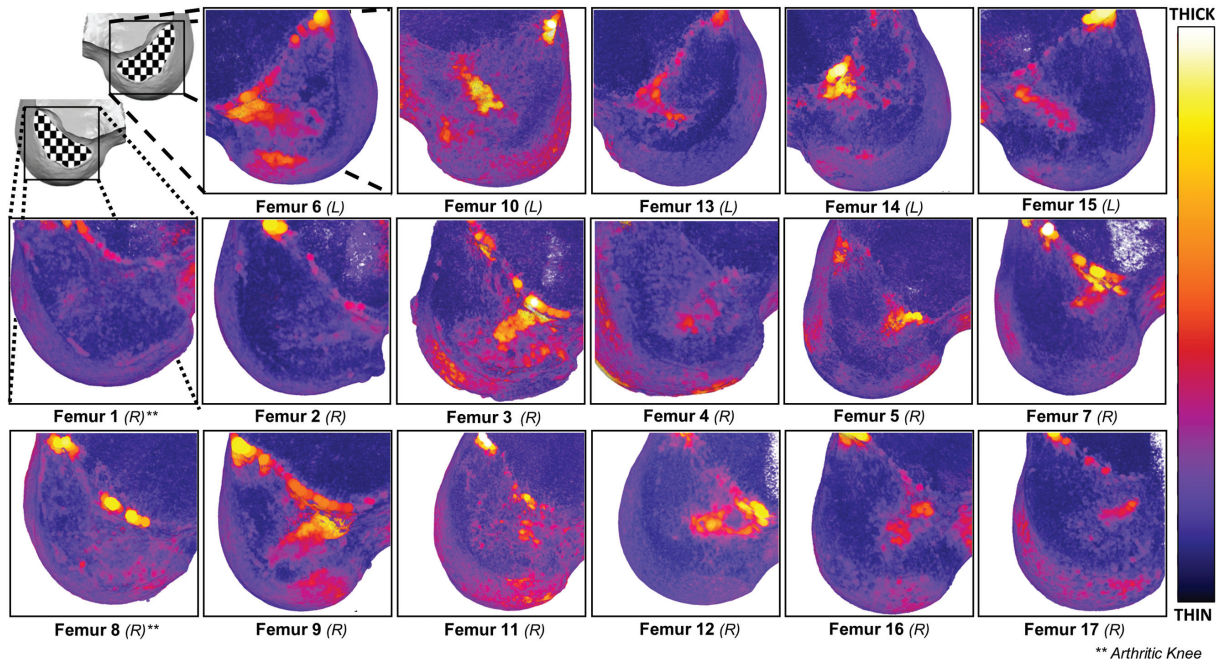 THICK
Femur 6 (L)
Femur 10 (L)
Femur 13 (L)
Femur 14 (L)
Femur 15 (L)
Femur 1 (R)**
Femur 2 (R)
Femur 3 (R)
Femur 4 (R)
Femur 5 (R)
Femur 7 (R)
Femur 8 (R)**
Femur 9 (R)
Femur 11 (R)
Femur 12 (R)
Femur 16 (R)
Femur 17 (R)
THIN
** Arthritic Knee